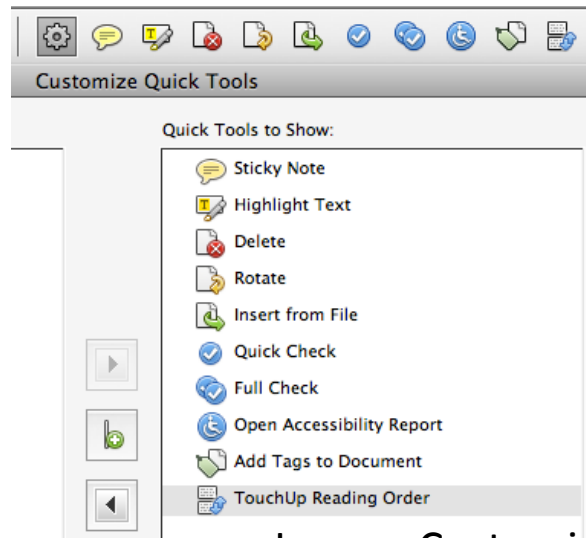 Customize Quick Tools
Quick Tools to Show:
Sticky Note
Highlight Text
Delete
Rotate
Insert from File
Quick Check
Full Check
Open Accessibility Report
Add Tags to Document
TouchUp Reading Order